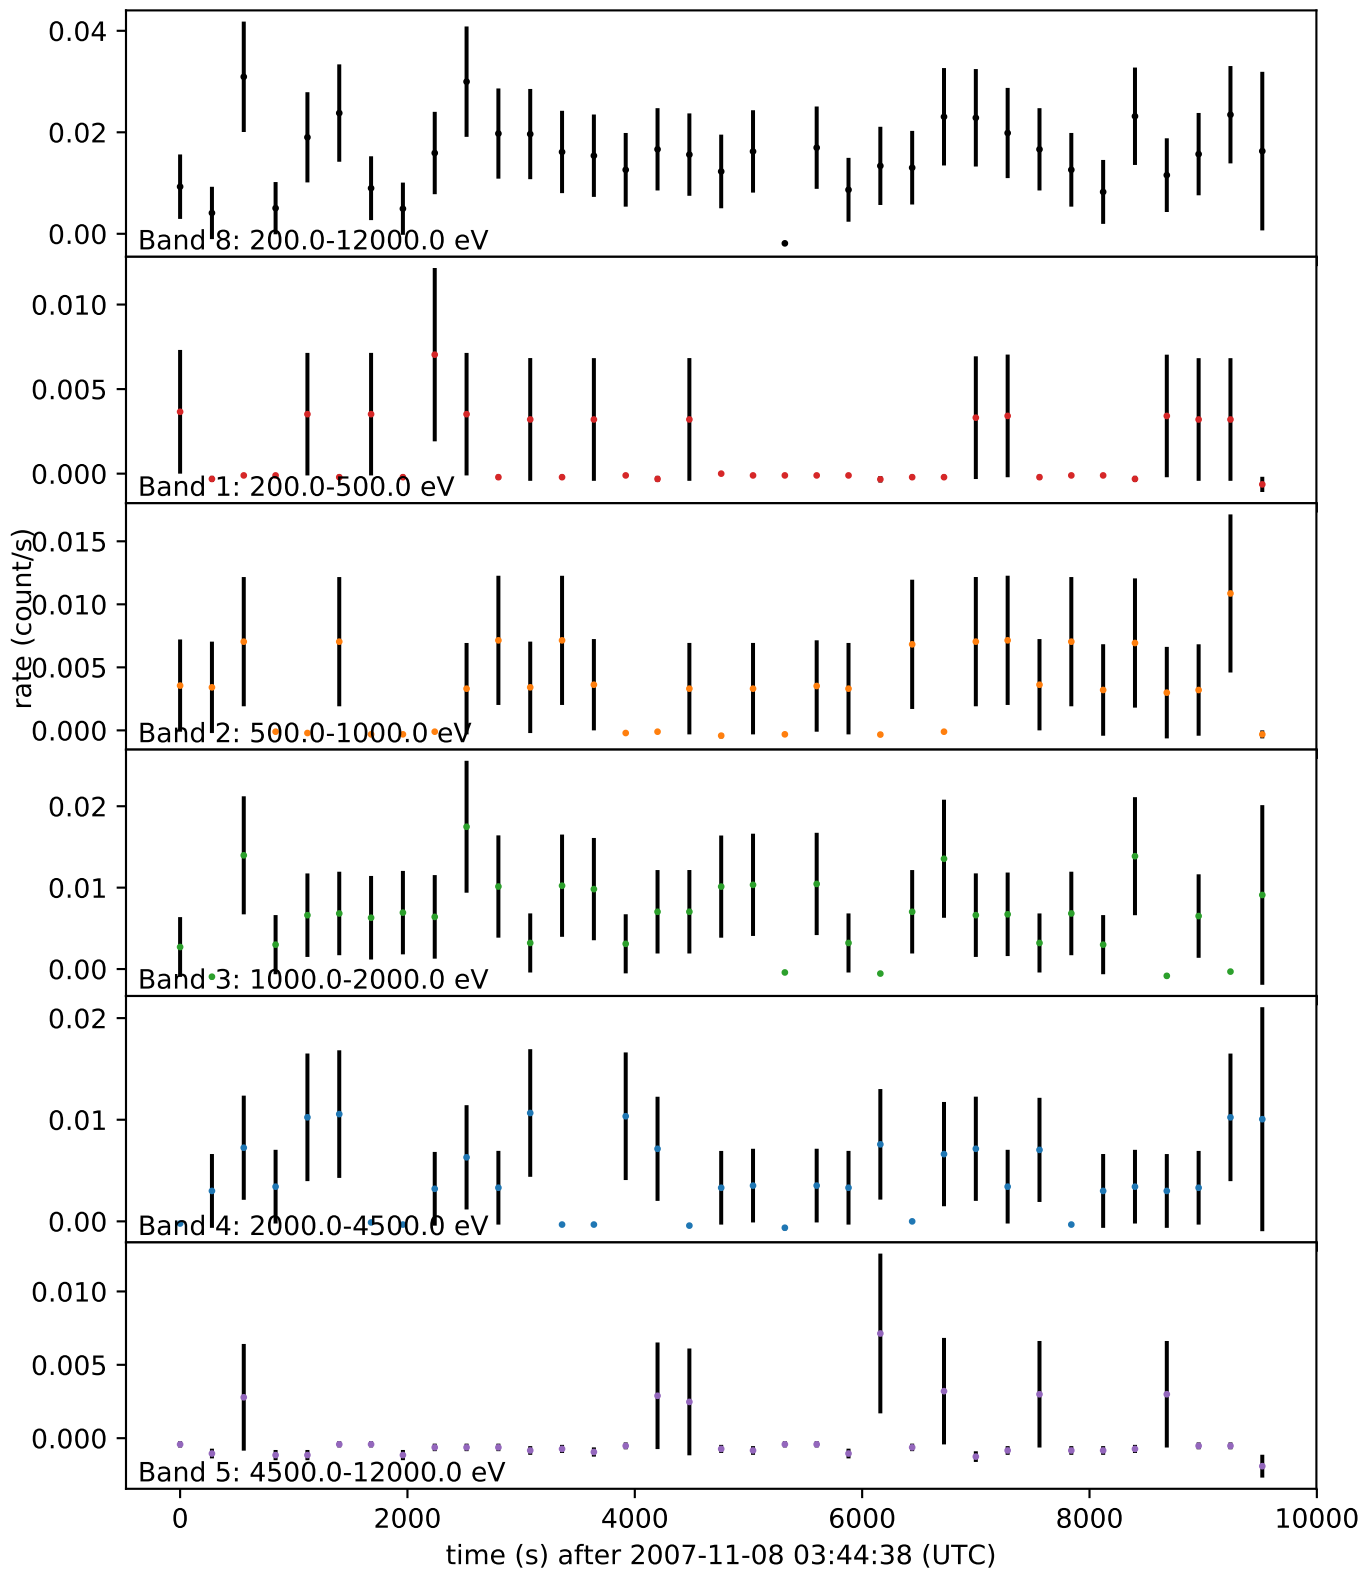 0.04
0.02
0.00
Band 8: 200.0-12000.0 eV
0.010
0.005
0.000
Band 1: 200.0-500.0 eV
rate (count/s)
0.015
0.010
0.005
0.000
Band 2: 500.0-1000.0 eV
0.02
0.01
0.00
Band 3: 1000.0-2000.0 eV
0.02
0.01
0.00
Band 4: 2000.0-4500.0 eV
0.010
0.005
0.000
Band 5: 4500.0-12000.0 eV
0 2000 4000 6000 8000 10000
time (s) after 2007-11-08 03:44:38 (UTC)